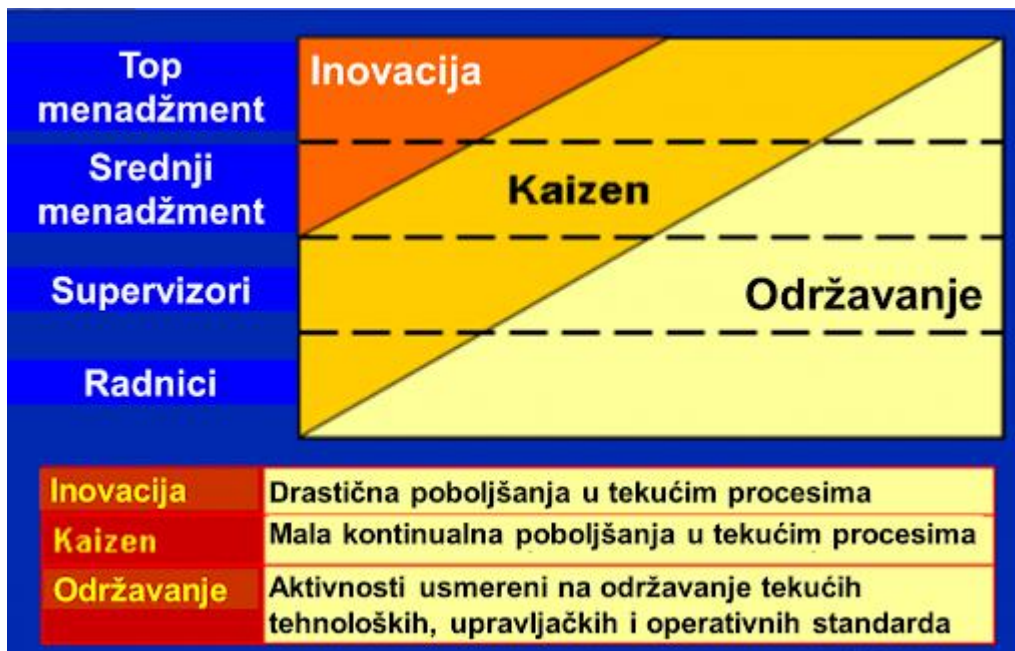 Top
menadžment
Inovacija
Srednji
menadžment
Kaizen
Supervizori
Održavanje
Radnici
Inovacija
Drastična poboljšanja u tekućim procesima
Kaizen
Mala kontinualna poboljšanja u tekućim procesima
Održavanje
Aktivnosti usmereni na održavanje tekućih
tehnoloških, upravljačkih i operativnih standarda